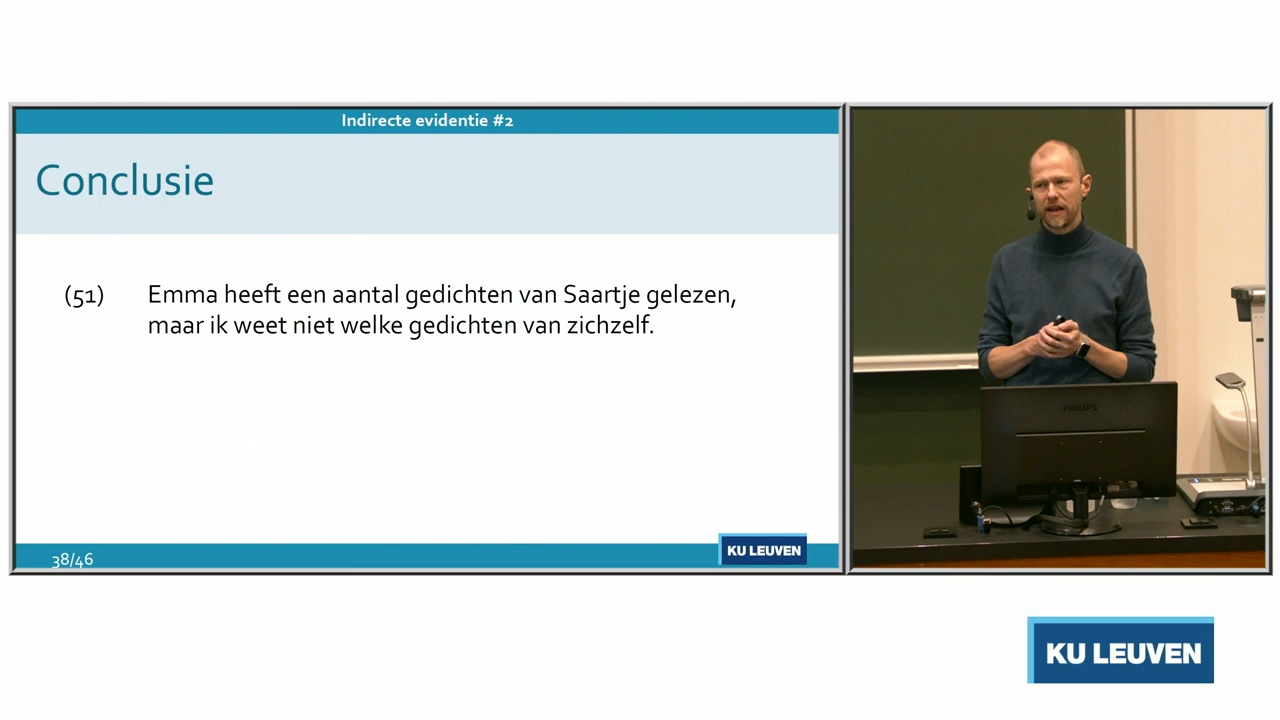 Indirecte evidentie #2
Conclusie
(51) Emma heeft een aantal gedichten van Saartje gelezen,
maar ik weet niet welke gedichten van zichzelf.
38/46
KU LEUVEN
PHILIPS
KU LEUVEN